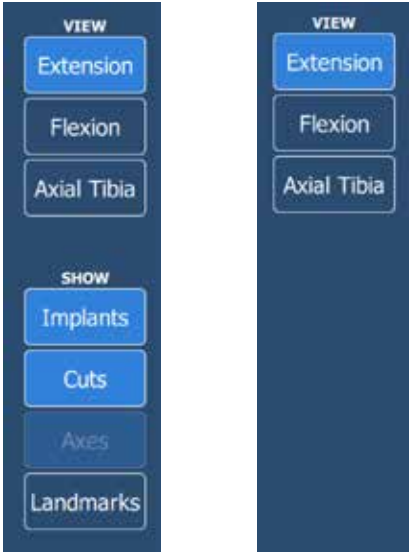 VIEW
Extension
Flexion
Axial Tibia
SHOW
Implants
Cuts
Axes
Landmarks
VIEW
Extension
Flexion
Axial Tibia